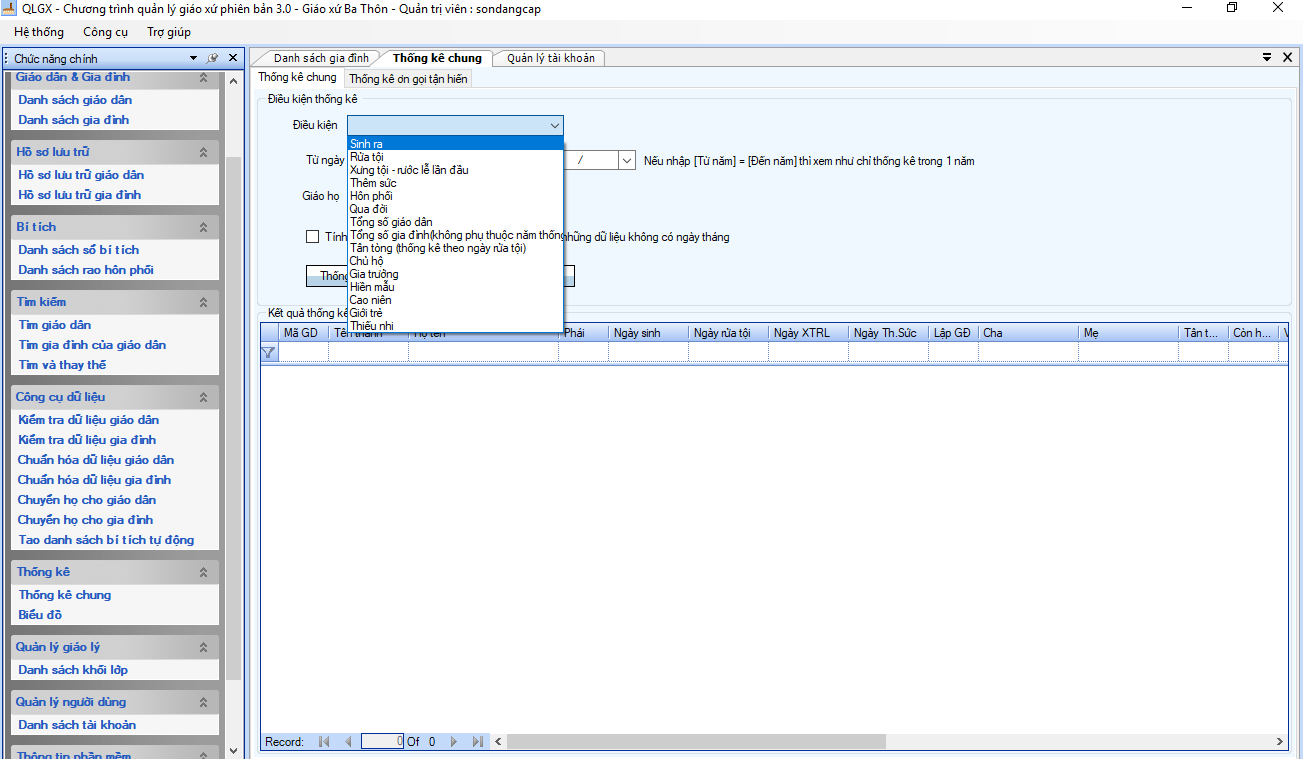 QLGX - Chương trình quản lý giáo xứ phiên bản 3.0 - Giáo xứ Ba Thôn - Quản trị viên : sondangcap
Hệ thống Công cụ Trợ giúp
Chức năng chính
Giáo dân & Gia đình
Danh sách giáo dân
Danh sách gia đình
Hồ sơ lưu trữ
Hồ sơ lưu trữ giáo dân
Hồ sơ lưu trữ gia đình
Bí tích
Danh sách sổ bí tích
Danh sách rao hôn phối
Tìm kiếm
Tìm giáo dân
Tìm gia đình của giáo dân
Tìm và thay thế
Công cụ dữ liệu
Kiểm tra dữ liệu giáo dân
Kiểm tra dữ liệu gia đình
Chuẩn hóa dữ liệu giáo dân
Chuẩn hóa dữ liệu gia đình
Chuyển họ cho giáo dân
Chuyển họ cho gia đình
Tao danh sách bí tích tự động
Thống kê
Thống kê chung
Biểu đồ
Quản lý giáo lý
Danh sách khối lớp
Quản lý người dùng
Danh sách tài khoản
Thông tin phần mềm
Danh sách gia đình Thống kê chung Quản lý tài khoản
Thống kê chung Thống kê ơn gọi tận hiến
Điều kiện thống kê
Điều kiện
Sinh ra
Rửa tội
Từ ngày / Nếu nhập [Từ năm] = [Đến năm] thì xem như chỉ thống kê trong 1 năm
Xưng tội - rước lễ lần đầu
Thêm sức
Giáo họ Hôn phối
Qua đời
Tổng số giáo dân
Tính Tổng số gia đình(không phụ thuộc năm thống những dữ liệu không có ngày tháng
Tân tòng (thống kê theo ngày rửa tội)
Chủ hộ
Thống Gia trưởng
Hiền mẫu
Cao niên
Kết quả thống kê Giới trẻ
Thiếu nhi
Mã GD Tên thánh Họ tên Phái Ngày sinh Ngày rửa tội Ngày XTRL Ngày Th.Sức Lập GĐ Cha Mẹ Tân t... Còn h... V
Record: 0 Of 0